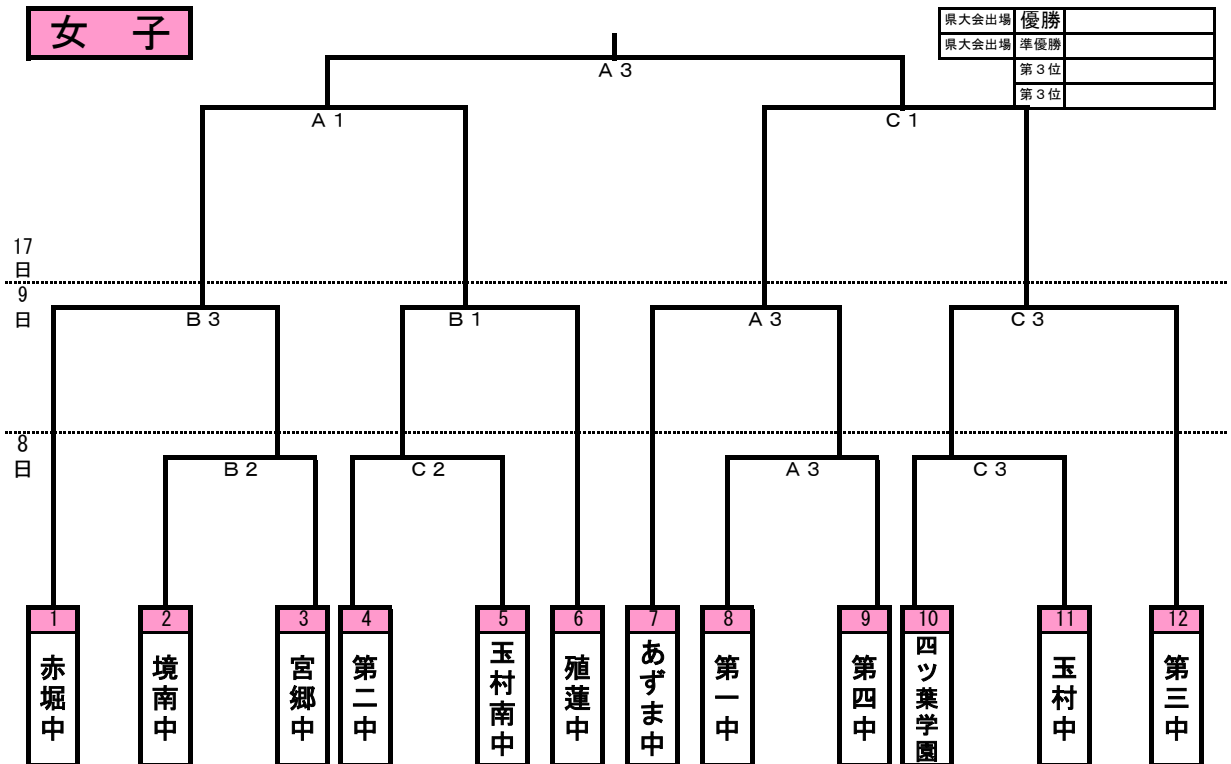 女　子
県大会出場 優勝
県大会出場 準優勝
第３位
第３位
Ａ３
Ａ１
Ｃ１
17
日
9
日
Ｂ３
Ｂ１
Ａ３
Ｃ３
8
日
Ｂ２
Ｃ２
Ａ３
Ｃ３
1
2
3
4
5
6
7
8
9
10
11
12
赤堀中
境南中
宮郷中
第二中
玉村南中
殖蓮中
あずま中
第一中
第四中
四ツ葉学園
玉村中
第三中